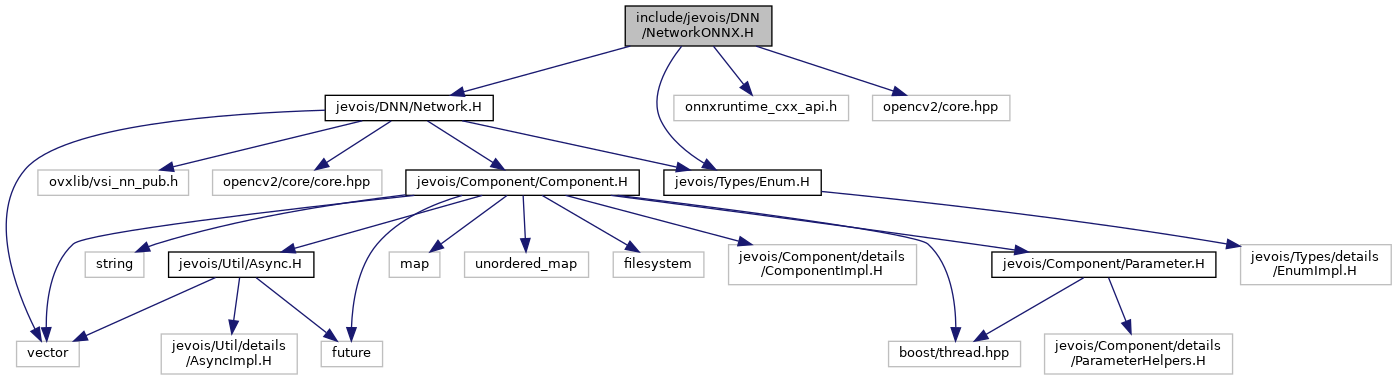 include/jevois/DNN
/NetworkONNX.H
jevois/DNN/Network.H
onnxruntime_cxx_api.h
opencv2/core.hpp
ovxlib/vsi_nn_pub.h
opencv2/core/core.hpp
jevois/Component/Component.H
jevois/Types/Enum.H
string
jevois/Util/Async.H
map
unordered_map
filesystem
jevois/Component/details
/ComponentImpl.H
jevois/Component/Parameter.H
jevois/Types/details
/EnumImpl.H
vector
jevois/Util/details
/AsyncImpl.H
future
boost/thread.hpp
jevois/Component/details
/ParameterHelpers.H